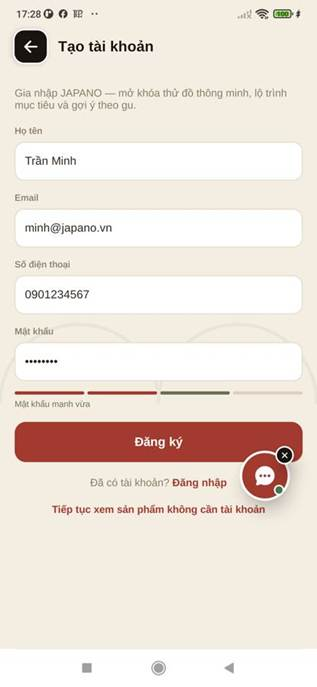 17:28
100
Tạo tài khoản
Gia nhập JAPANO — mở khóa thử đồ thông minh, lộ trình
mục tiêu và gợi ý theo gu.
Họ tên
Trần Minh
Email
minh@japano.vn
Số điện thoại
0901234567
Mật khẩu
••••••••
Mật khẩu mạnh vừa
Đăng ký
Đã có tài khoản? Đăng nhập
Tiếp tục xem sản phẩm không cần tài khoản